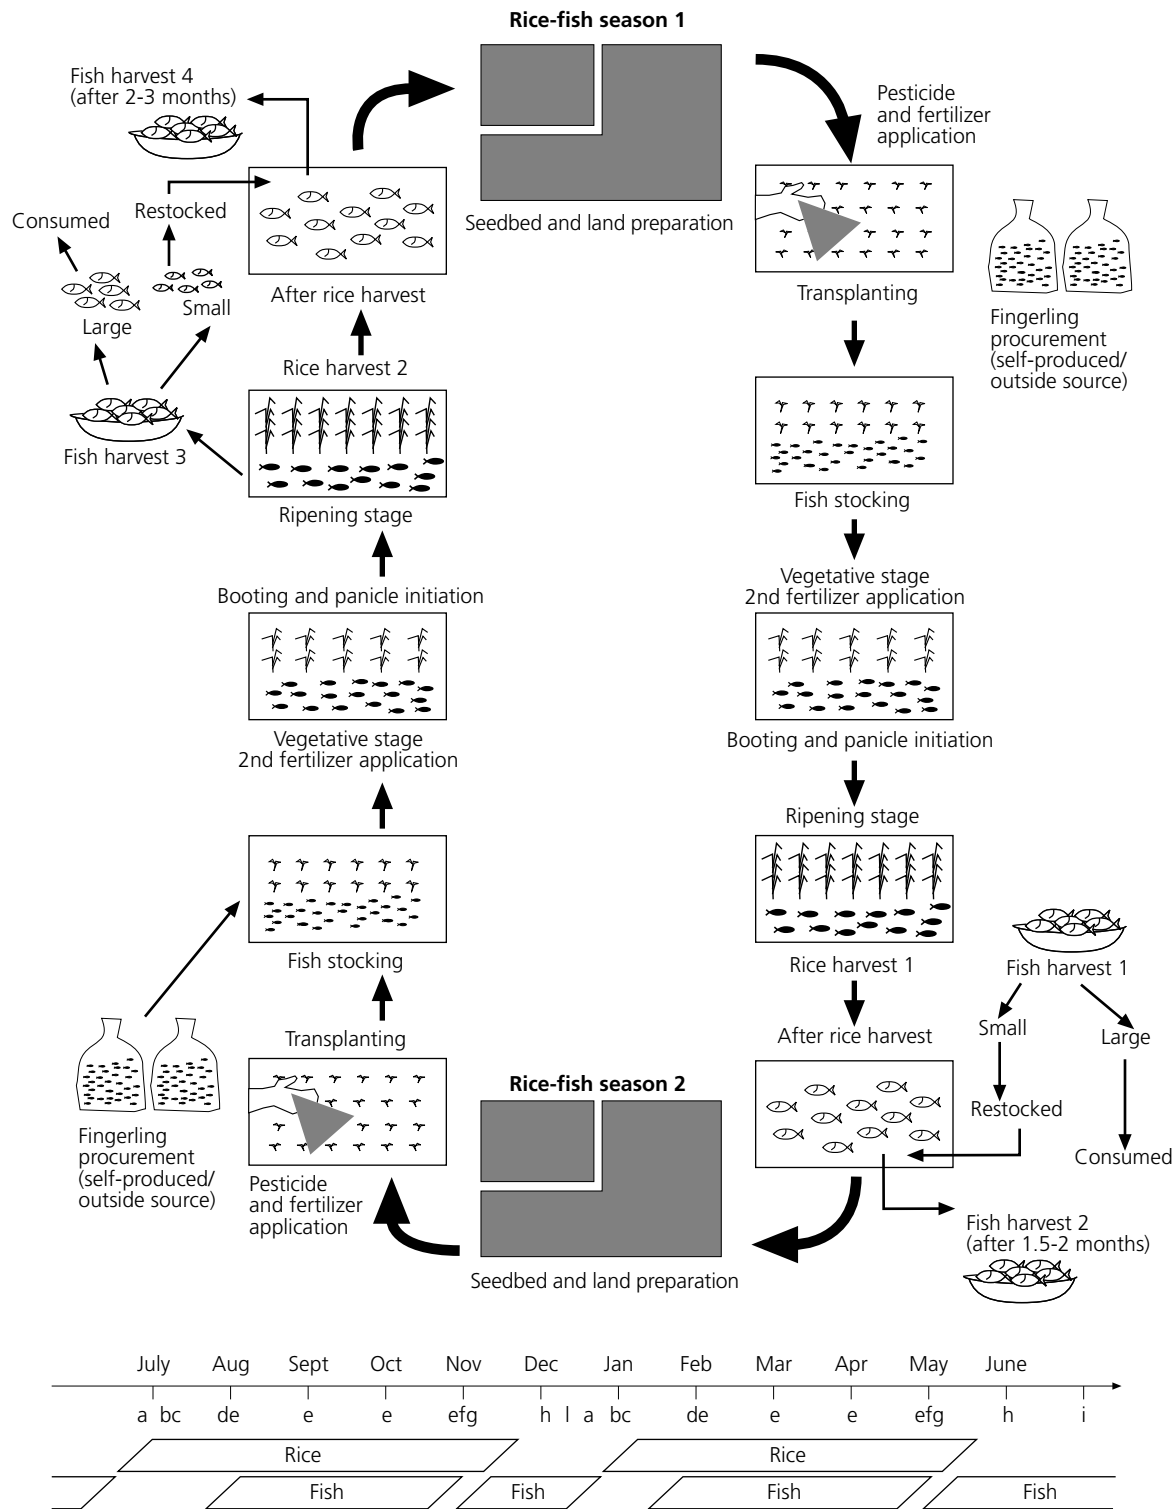 Rice-fish season 1
Fish harvest 4
(after 2-3 months)
Pesticide
and fertilizer
application
Consumed
Restocked
Seedbed and land preparation
Large
Small
After rice harvest
Transplanting
Fingerling
procurement
(self-produced/
outside source)
Rice harvest 2
Fish harvest 3
Ripening stage
Fish stocking
Booting and panicle initiation
Vegetative stage
2nd fertilizer application
Vegetative stage
2nd fertilizer application
Booting and panicle initiation
Ripening stage
Fish stocking
Rice harvest 1
Fish harvest 1
Small
Large
After rice harvest
Transplanting
Rice-fish season 2
Restocked
Consumed
Fingerling
procurement
(self-produced/
outside source)
Pesticide
and fertilizer
application
Seedbed and land preparation
Fish harvest 2
(after 1.5-2 months)
July Aug Sept Oct Nov Dec Jan Feb Mar Apr May June
a bc de e e efg h l a bc de e e efg h i
Rice Rice
Fish Fish Fish Fish